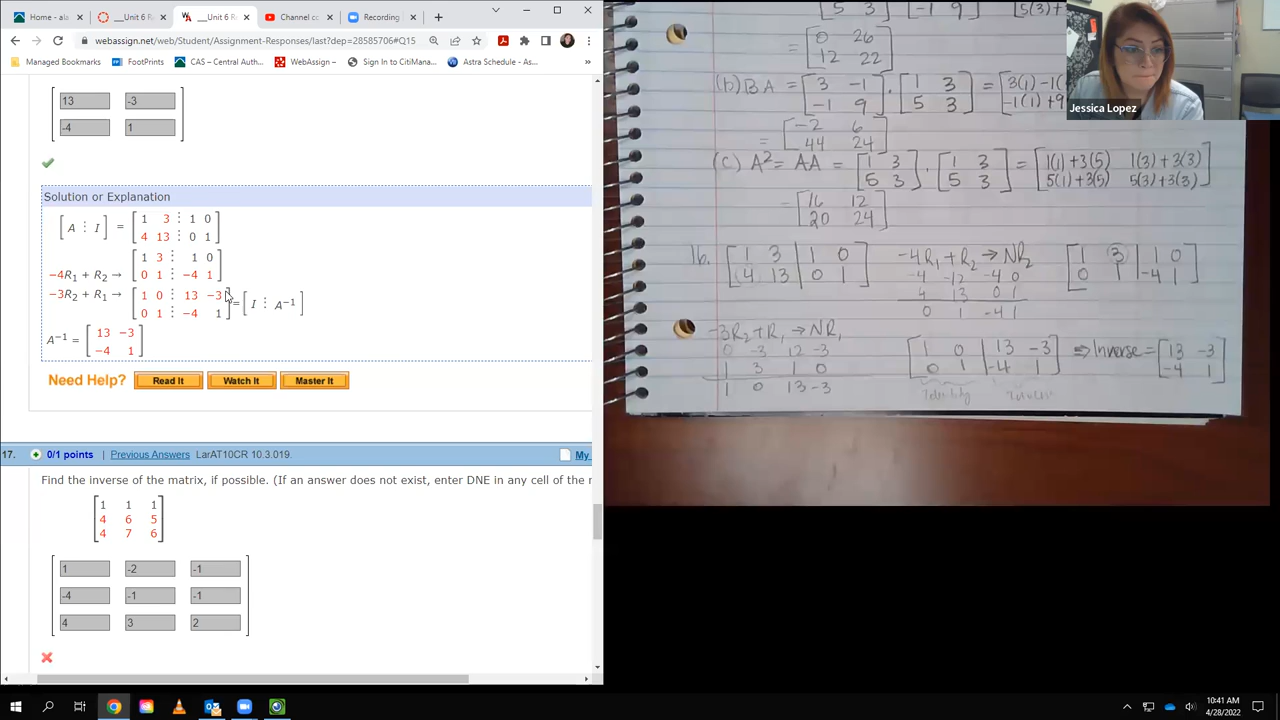 Home - ala
__Unit 6 R
__Unit 6 R
Channel cc
Recording
webassign.net/web/Student/Assignment-Responses/last?dep=28585706#Q15
Managed Bookmarks FootPrints CAS – Central Auth... WebAssign – Sign In to CitiMana... Astra Schedule - As...
13 -3
-4 1
Solution or Explanation
[ A ⋮ I ] = [ 1 3 ⋮ 1 0
4 13 ⋮ 0 1 ]
[ 1 3 ⋮ 1 0
-4R1 + R2 → 0 1 ⋮ -4 1 ]
-3R2 + R1 → [ 1 0 ⋮ 13 -3
0 1 ⋮ -4 1 ] = [ I ⋮ A⁻¹ ]
A⁻¹ = [ 13 -3
-4 1 ]
Need Help? Read It Watch It Master It
17. 0/1 points Previous Answers LarAT10CR 10.3.019. My
Find the inverse of the matrix, if possible. (If an answer does not exist, enter DNE in any cell of the
1 1 1
4 6 5
4 7 6
1 -2 -1
-4 -1 -1
4 3 2
5 3 -1 9 5(3)+
= [ 0 26
12 22 ]
(b) BA = [ 3 -1 ] · [ 1 3 ] = [ 3(1)-1(
-1 9 5 3 -1(1)+9
= [ -2 6
44 24 ]
(c) A² = AA = [ 1 3 ] · [ 1 3 ] = [ 1(1)+3(5) 1(3)+3(3)
5 3 5 3 5(1)+3(5) 5(3)+3(3) ]
= [ 16 12
20 24 ]
16. [ 1 3 | 1 0 ] -4R1 + R2 → NR2 [ 1 3 | 1 0
4 13 | 0 1 -4 -12 -4 0 0 1 | -4 1 ]
4 13 0 1
0 1 -4 1
-3R2 + R1 → NR1
0 -3 12 -3 [ 1 0 | 13 -3 ] ⇒ Inverse = [ 13 -3
1 3 1 0 0 1 | -4 1 -4 1 ]
1 0 13 -3 Identity Inverse
Jessica Lopez
10:41 AM
4/28/2022